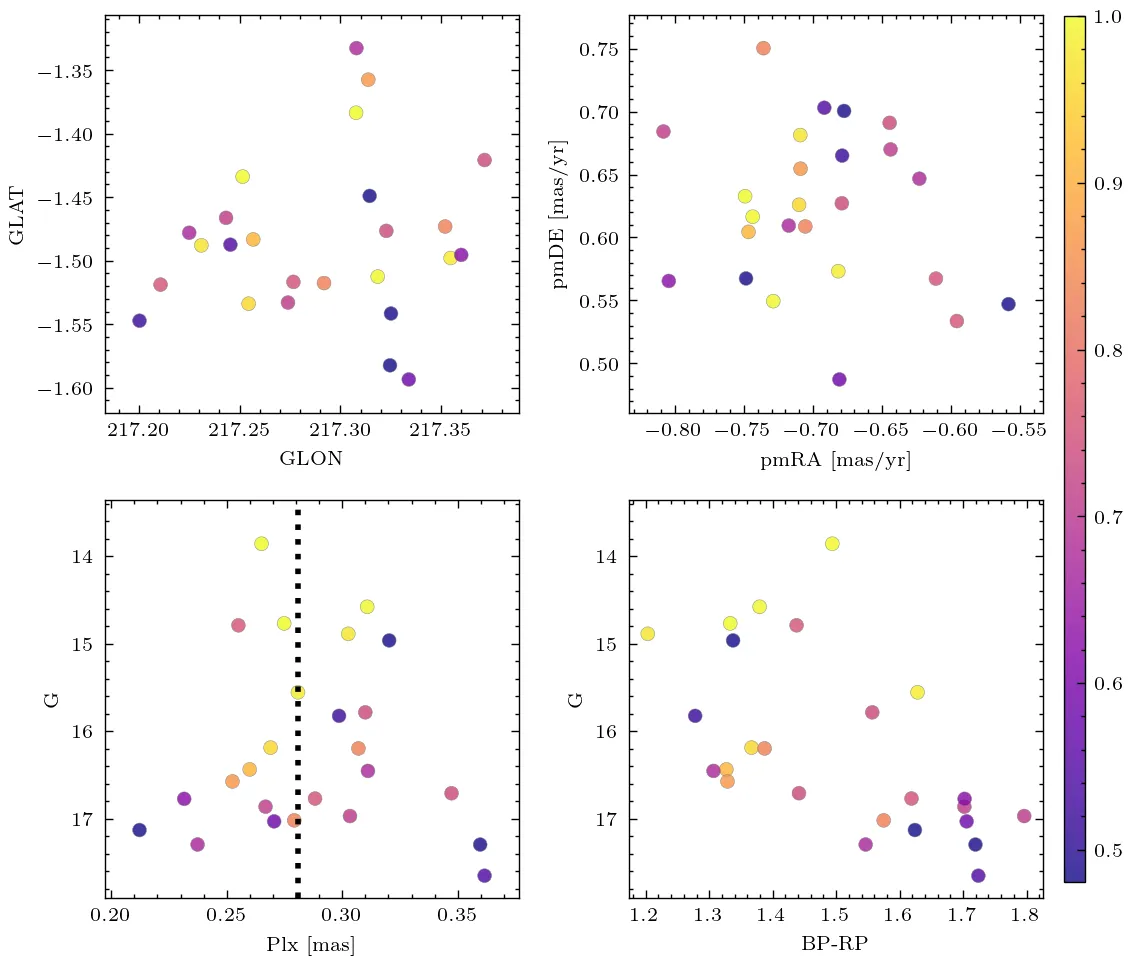 −1.35
−1.40
−1.45
−1.50
−1.55
−1.60
GLAT
217.20 217.25 217.30 217.35
GLON
0.75
0.70
0.65
0.60
0.55
0.50
pmDE [mas/yr]
−0.80 −0.75 −0.70 −0.65 −0.60 −0.55
pmRA [mas/yr]
14
15
16
17
G
0.20 0.25 0.30 0.35
Plx [mas]
14
15
16
17
G
1.2 1.3 1.4 1.5 1.6 1.7 1.8
BP-RP
1.0
0.9
0.8
0.7
0.6
0.5